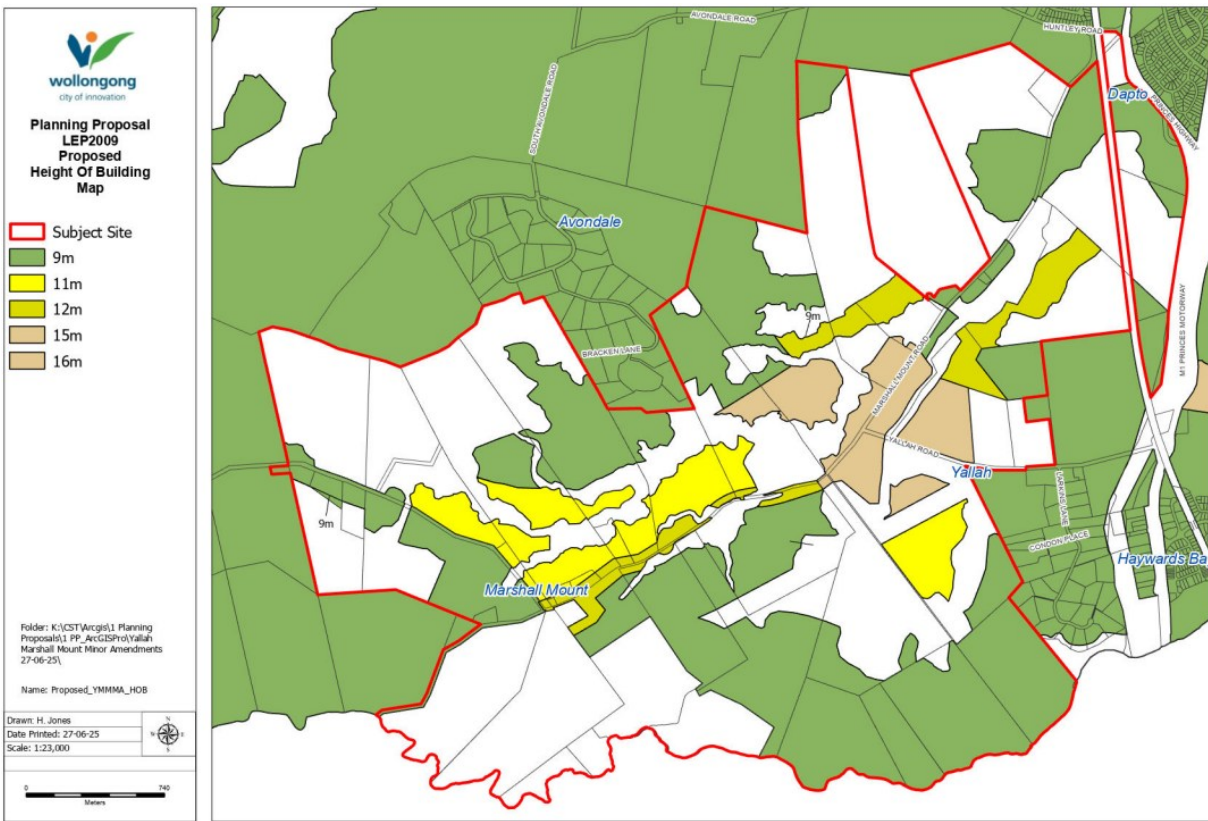 wollongong
city of innovation
Planning Proposal
LEP2009
Proposed
Height Of Building
Map
Subject Site
9m
11m
12m
15m
16m
Folder: K:\CST\Arcgis\1 Planning
Proposals\1 PP_ArcGISPro\Yallah
Marshall Mount Minor Amendments
27-06-25\
Name: Proposed_YMMMA_HOB
Drawn: H. Jones
Date Printed: 27-06-25
Scale: 1:23,000
N
E
S
0 740
Meters
AVONDALE ROAD
HUNTLEY ROAD
SOUTH AVONDALE ROAD
Dapto
PRINCES HIGHWAY
Avondale
M1 PRINCES MOTORWAY
9m
BRACKEN LANE
MARSHALL MOUNT ROAD
YALLAH ROAD
Yallah
LARKINS LANE
9m
CONDON PLACE
Haywards Ba
Marshall Mount